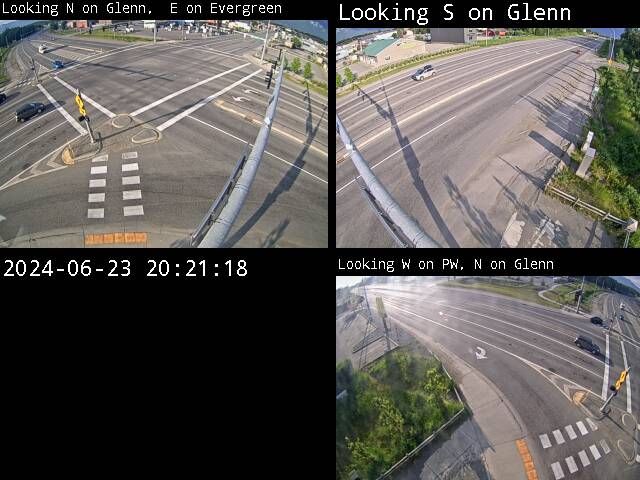 Looking N on Glenn,  E on Evergreen
Looking S on Glenn
2024-06-23 20:21:18
Looking W on PW, N on Glenn